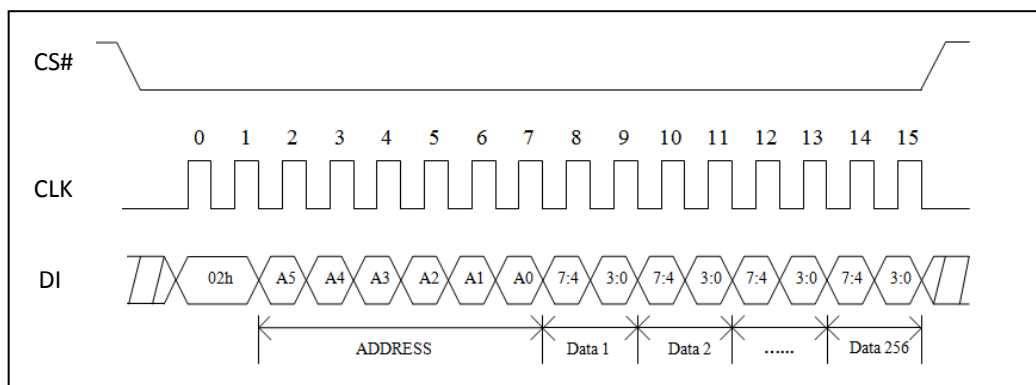 CS#
0 1 2 3 4 5 6 7 8 9 10 11 12 13 14 15
CLK
DI 02h A5 A4 A3 A2 A1 A0 7:4 3:0 7:4 3:0 7:4 3:0 7:4 3:0
ADDRESS Data 1 Data 2 ...... Data 256